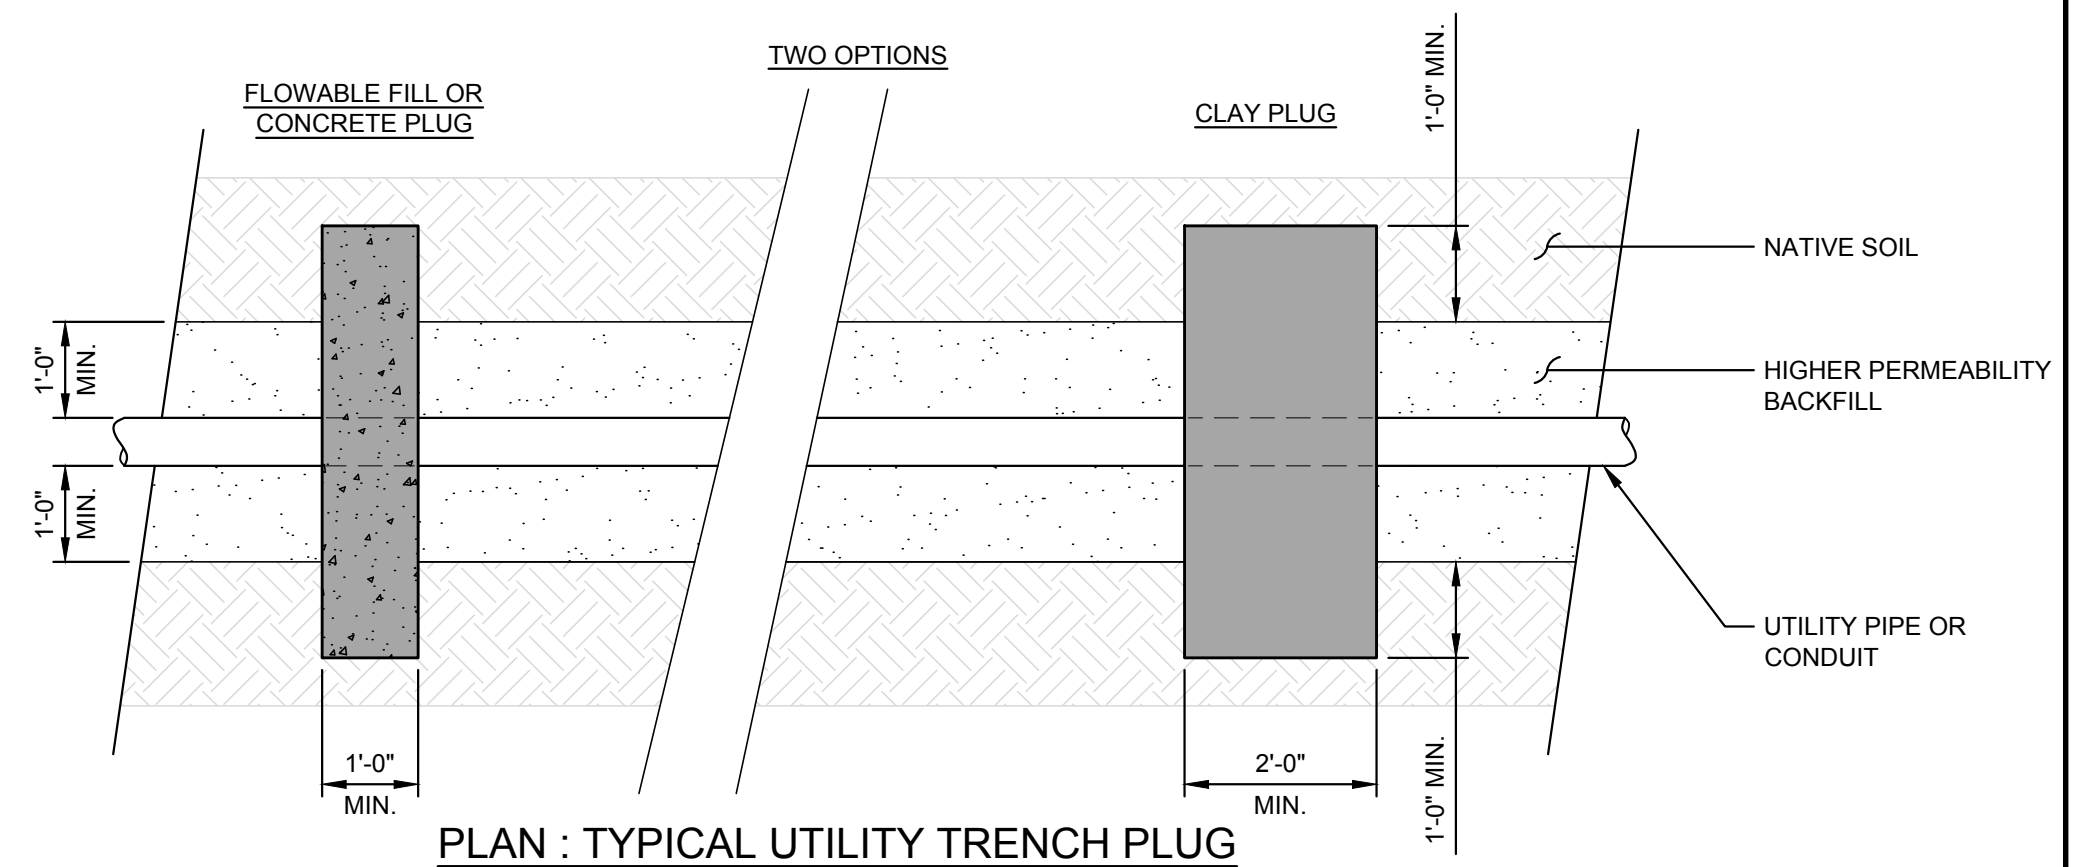 TWO OPTIONS
FLOWABLE FILL OR
CONCRETE PLUG
CLAY PLUG
1'-0" MIN.
NATIVE SOIL
1'-0"
MIN.
HIGHER PERMEABILITY
BACKFILL
1'-0"
MIN.
UTILITY PIPE OR
CONDUIT
1'-0"
MIN.
2'-0"
MIN.
1'-0" MIN.
PLAN : TYPICAL UTILITY TRENCH PLUG